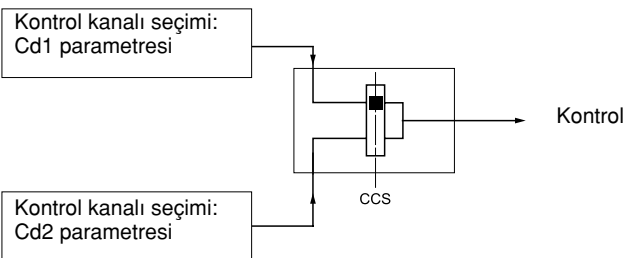 Kontrol kanalı seçimi:
Cd1 parametresi
Kontrol
Kontrol kanalı seçimi:
Cd2 parametresi
CCS